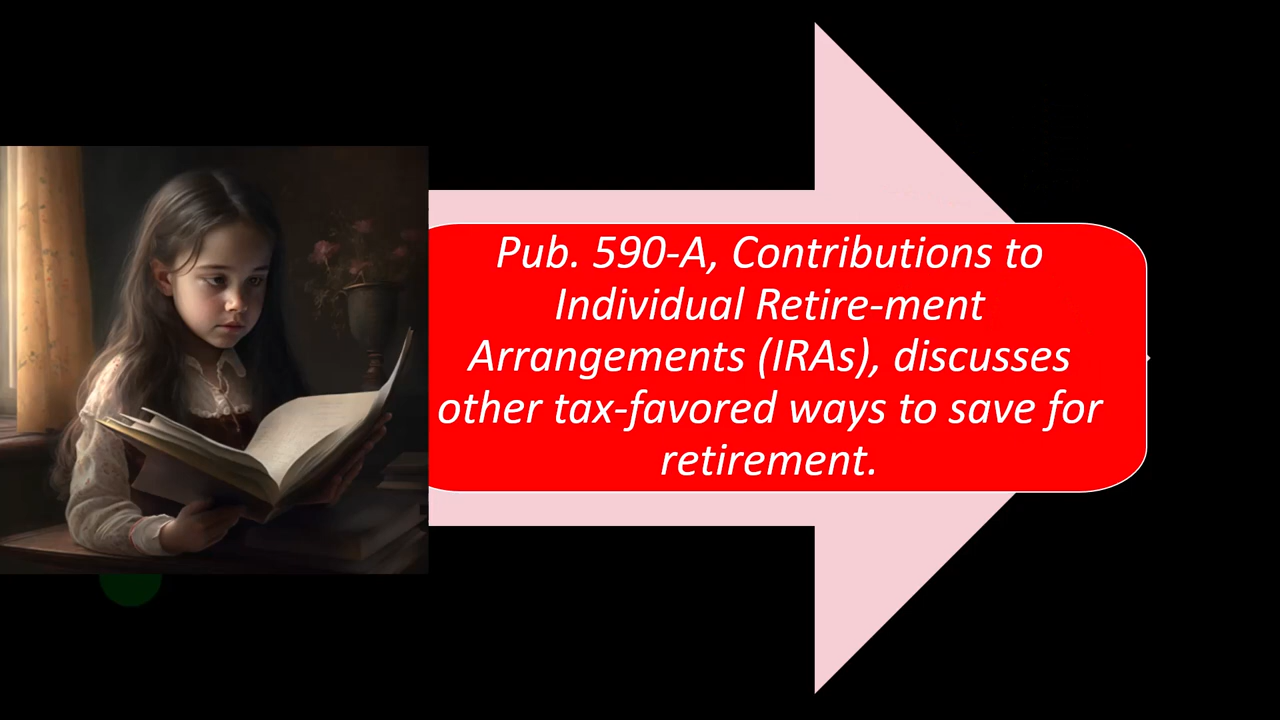 Pub. 590-A, Contributions to
Individual Retire-ment
Arrangements (IRAs), discusses
other tax-favored ways to save for
retirement.